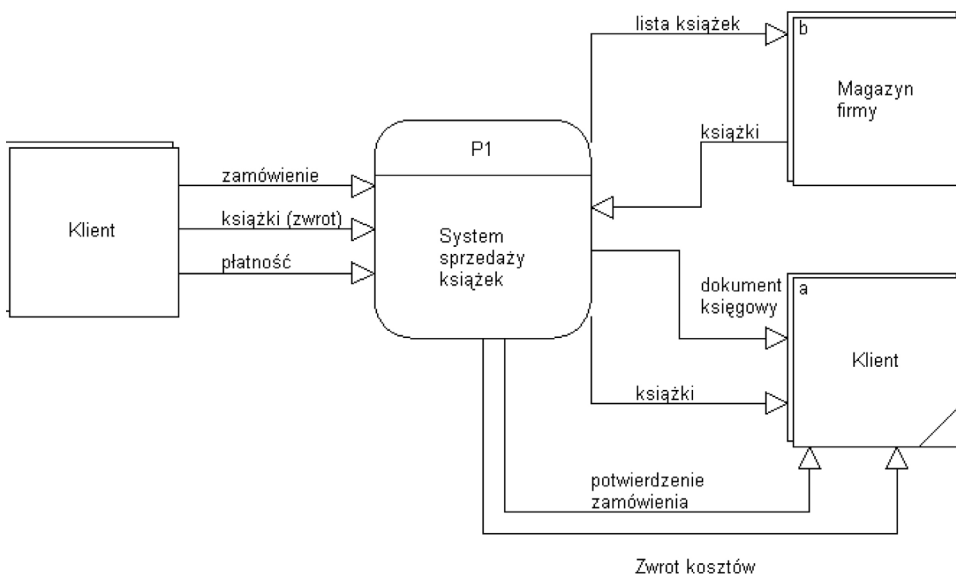 lista książek
b
Magazyn
firmy
książki
P1
zamówienie
książki (zwrot)
Klient
płatność
System
sprzedaży
książek
dokument
księgowy
a
Klient
książki
potwierdzenie
zamówienia
Zwrot kosztów